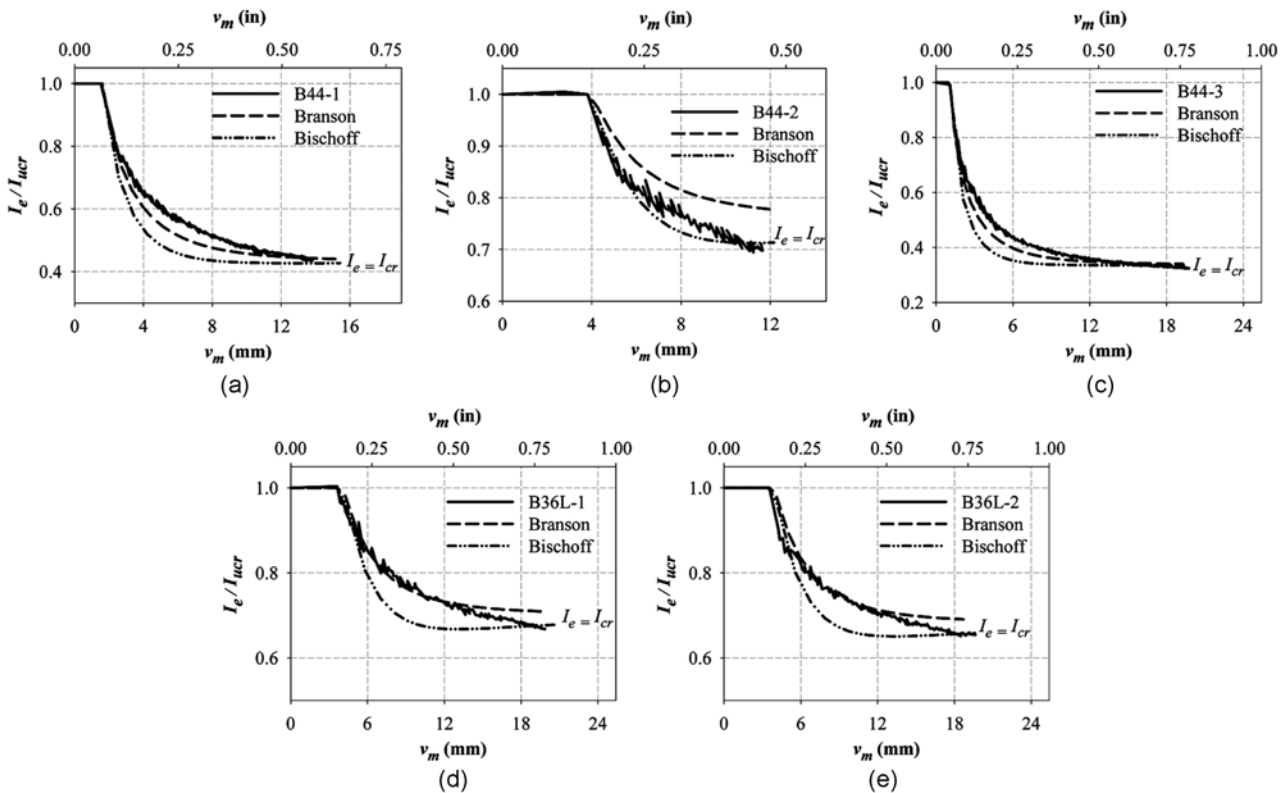 v_m (in)
0.00 0.25 0.50 0.75
1.0
0.8
0.6
0.4
I_e / I_ucr
B44-1
Branson
Bischoff
I_e = I_cr
0 4 8 12 16
v_m (mm)
(a)
v_m (in)
0.00 0.25 0.50
1.0
0.9
0.8
0.7
0.6
I_e / I_ucr
B44-2
Branson
Bischoff
I_e = I_cr
0 4 8 12
v_m (mm)
(b)
v_m (in)
0.00 0.25 0.50 0.75 1.00
1.0
0.8
0.6
0.4
0.2
I_e / I_ucr
B44-3
Branson
Bischoff
I_e = I_cr
0 6 12 18 24
v_m (mm)
(c)
v_m (in)
0.00 0.25 0.50 0.75 1.00
1.0
0.8
0.6
I_e / I_ucr
B36L-1
Branson
Bischoff
I_e = I_cr
0 6 12 18 24
v_m (mm)
(d)
v_m (in)
0.00 0.25 0.50 0.75 1.00
1.0
0.8
0.6
I_e / I_ucr
B36L-2
Branson
Bischoff
I_e = I_cr
0 6 12 18 24
v_m (mm)
(e)